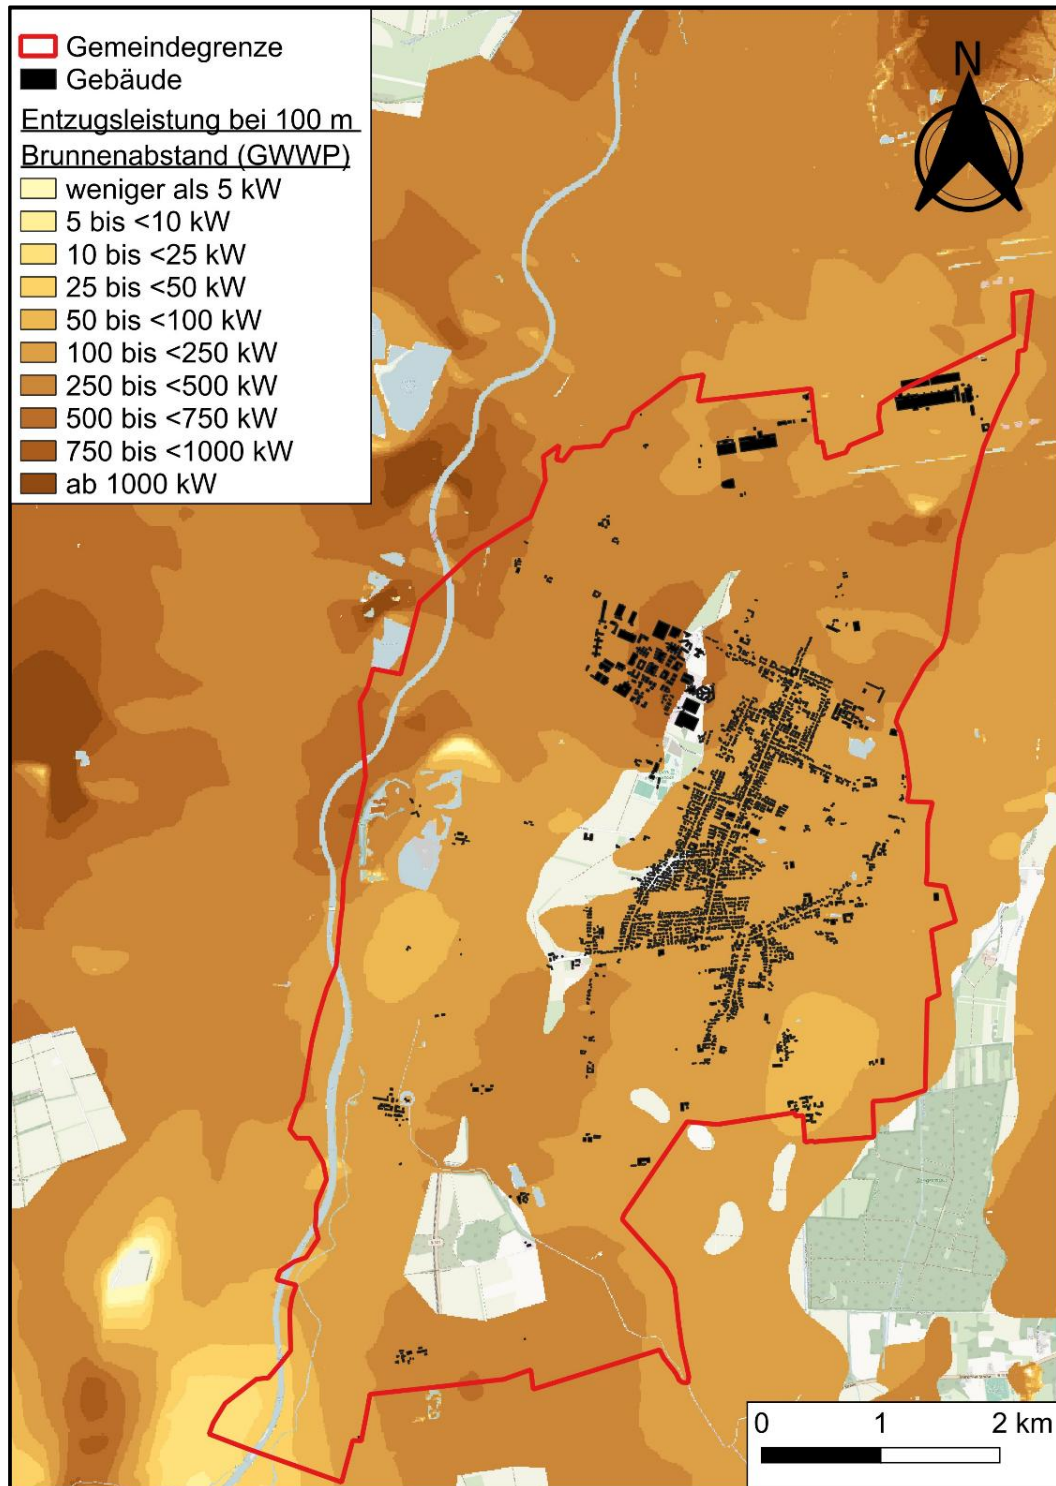 Gemeindegrenze
Gebäude
Entzugsleistung bei 100 m
Brunnenabstand (GWWP)
weniger als 5 kW
5 bis <10 kW
10 bis <25 kW
25 bis <50 kW
50 bis <100 kW
100 bis <250 kW
250 bis <500 kW
500 bis <750 kW
750 bis <1000 kW
ab 1000 kW
N
0 1 2 km